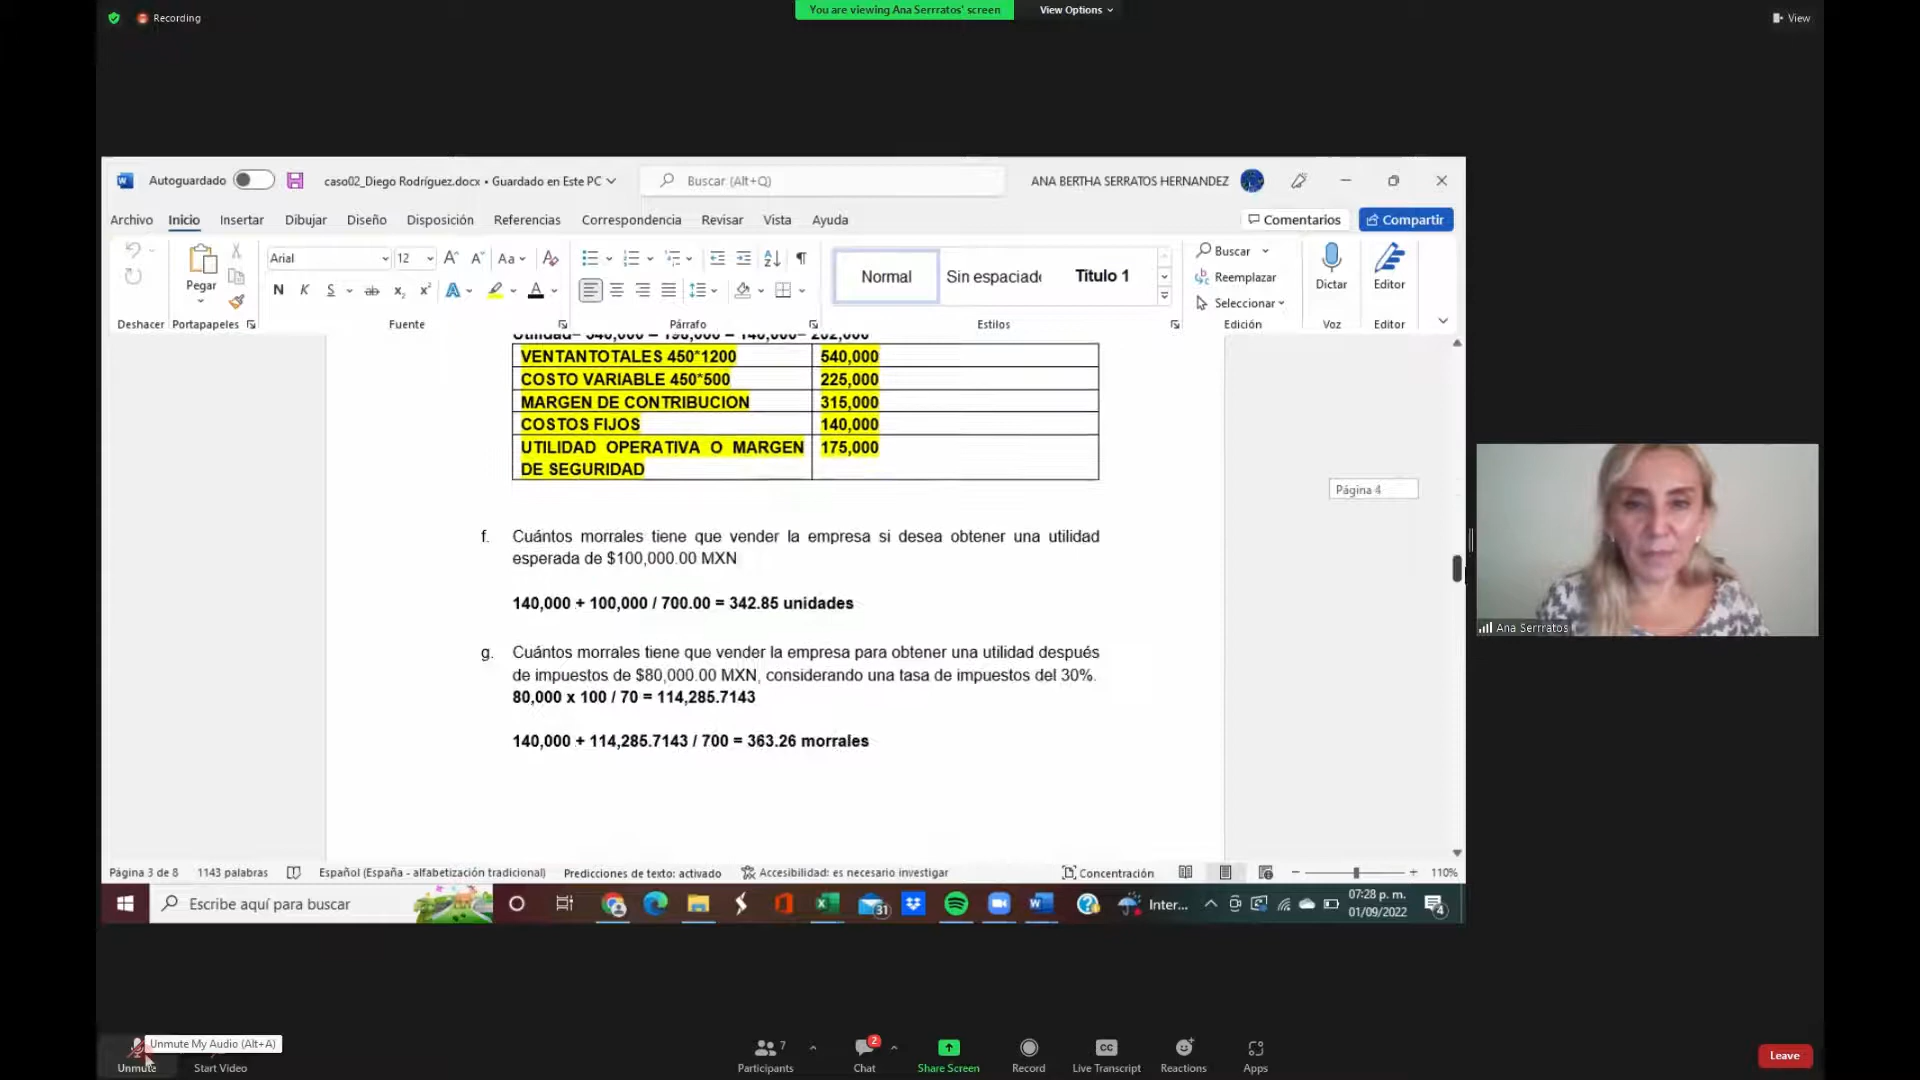 Recording
You are viewing Ana Serrratos' screen
View Options
View
Autoguardado
caso02_Diego Rodríguez.docx • Guardado en Este PC
Buscar (Alt+Q)
ANA BERTHA SERRATOS HERNANDEZ
Archivo Inicio Insertar Dibujar Diseño Disposición Referencias Correspondencia Revisar Vista Ayuda
Comentarios
Compartir
Arial
12
Pegar
Normal
Sin espaciado
Título 1
Buscar
Reemplazar
Seleccionar
Dictar
Editor
Deshacer
Portapapeles
Fuente
Párrafo
Estilos
Edición
Voz
Editor
VENTANTOTALES 450*1200 540,000
COSTO VARIABLE 450*500 225,000
MARGEN DE CONTRIBUCION 315,000
COSTOS FIJOS 140,000
UTILIDAD OPERATIVA O MARGEN 175,000
DE SEGURIDAD
Página 4
f. Cuántos morrales tiene que vender la empresa si desea obtener una utilidad
esperada de $100,000.00 MXN
140,000 + 100,000 / 700.00 = 342.85 unidades
g. Cuántos morrales tiene que vender la empresa para obtener una utilidad después
de impuestos de $80,000.00 MXN, considerando una tasa de impuestos del 30%.
80,000 x 100 / 70 = 114,285.7143
140,000 + 114,285.7143 / 700 = 363.26 morrales
Ana Serrratos
Página 3 de 8
1143 palabras
Español (España - alfabetización tradicional)
Predicciones de texto: activado
Accesibilidad: es necesario investigar
Concentración
110%
Escribe aquí para buscar
31
Inter...
07:28 p. m.
01/09/2022
4
Unmute My Audio (Alt+A)
Unmute
Start Video
7
Participants
2
Chat
Share Screen
Record
CC
Live Transcript
Reactions
Apps
Leave